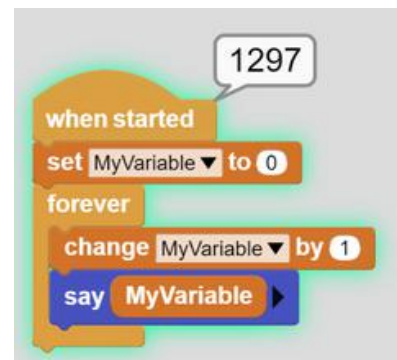 1297
when started
set MyVariable ▼ to 0
forever
change MyVariable ▼ by 1
say MyVariable